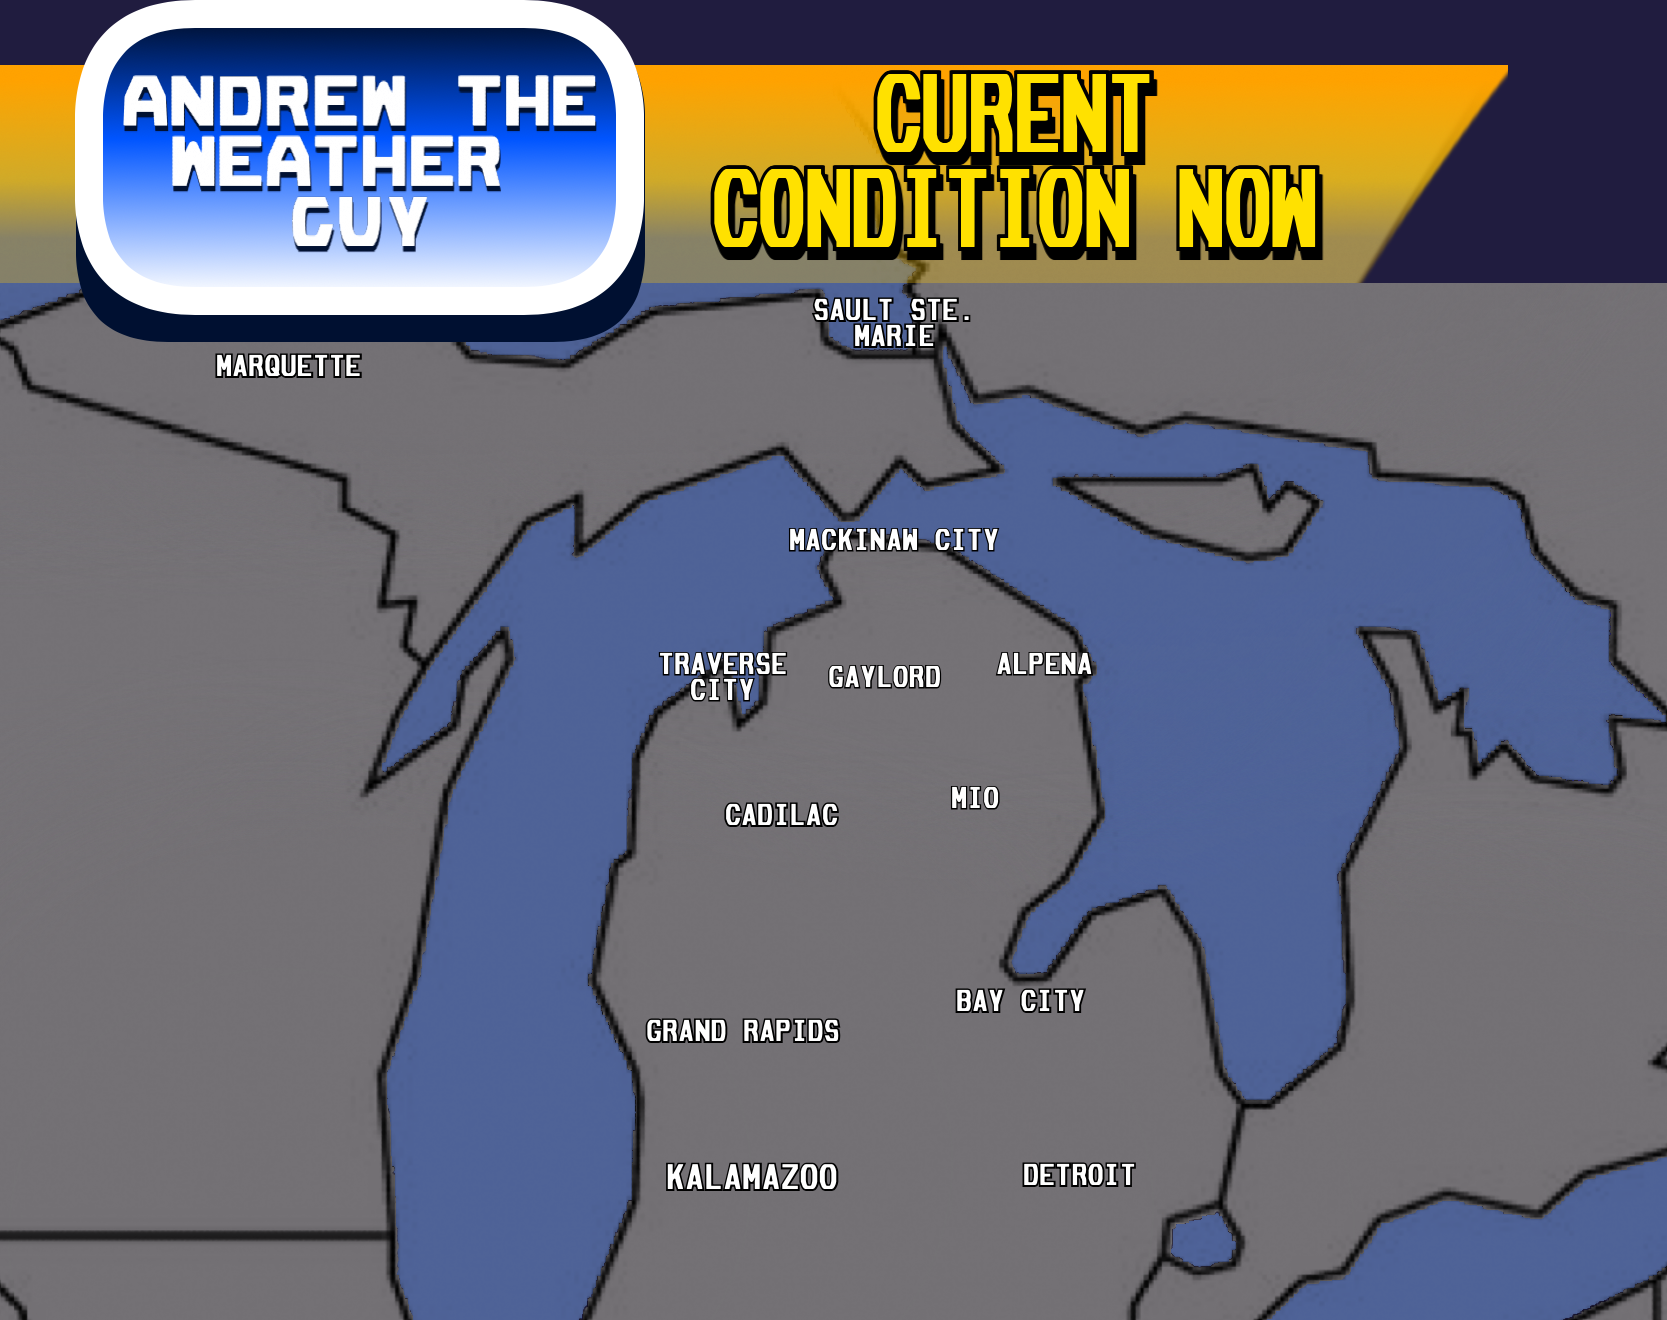 ANDREW THE
WEATHER
GUY
CURENT
CONDITION NOW
SAULT STE.
MARIE
MARQUETTE
MACKINAW CITY
TRAVERSE
CITY
GAYLORD
ALPENA
CADILAC
MIO
BAY CITY
GRAND RAPIDS
KALAMAZOO
DETROIT